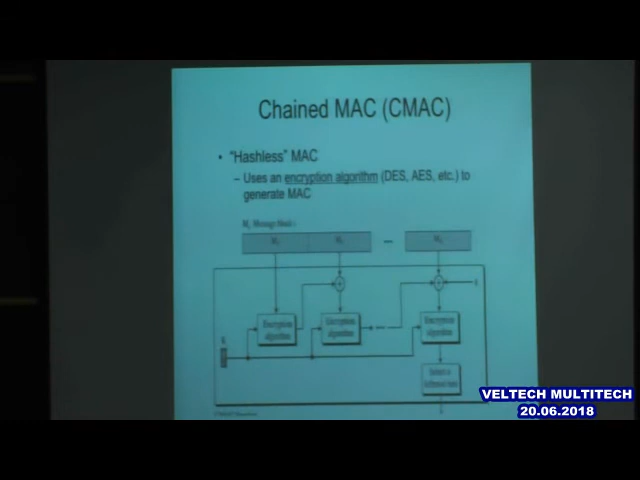 Chained MAC (CMAC)
• “Hashless” MAC
– Uses an encryption algorithm (DES, AES, etc.) to
generate MAC
Encryption
algorithm
Encryption
algorithm
Encryption
algorithm
VELTECH MULTITECH
20.06.2018